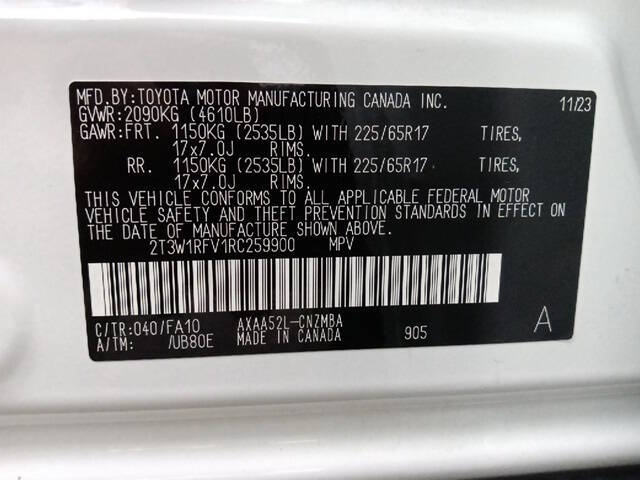 MFD.BY:TOYOTA MOTOR MANUFACTURING CANADA INC. 11/23
GVWR:2090KG (4610LB)
GAWR:FRT. 1150KG (2535LB) WITH 225/65R17 TIRES,
17x7.0J RIMS.
RR. 1150KG (2535LB) WITH 225/65R17 TIRES,
17x7.0J RIMS.
THIS VEHICLE CONFORMS TO ALL APPLICABLE FEDERAL MOTOR
VEHICLE SAFETY AND THEFT PREVENTION STANDARDS IN EFFECT ON
THE DATE OF MANUFACTURE SHOWN ABOVE.
2T3W1RFV1RC259900 MPV
C/TR:040/FA10 AXAA52L-CNZMBA 905 A
A/TM: /UB80E MADE IN CANADA